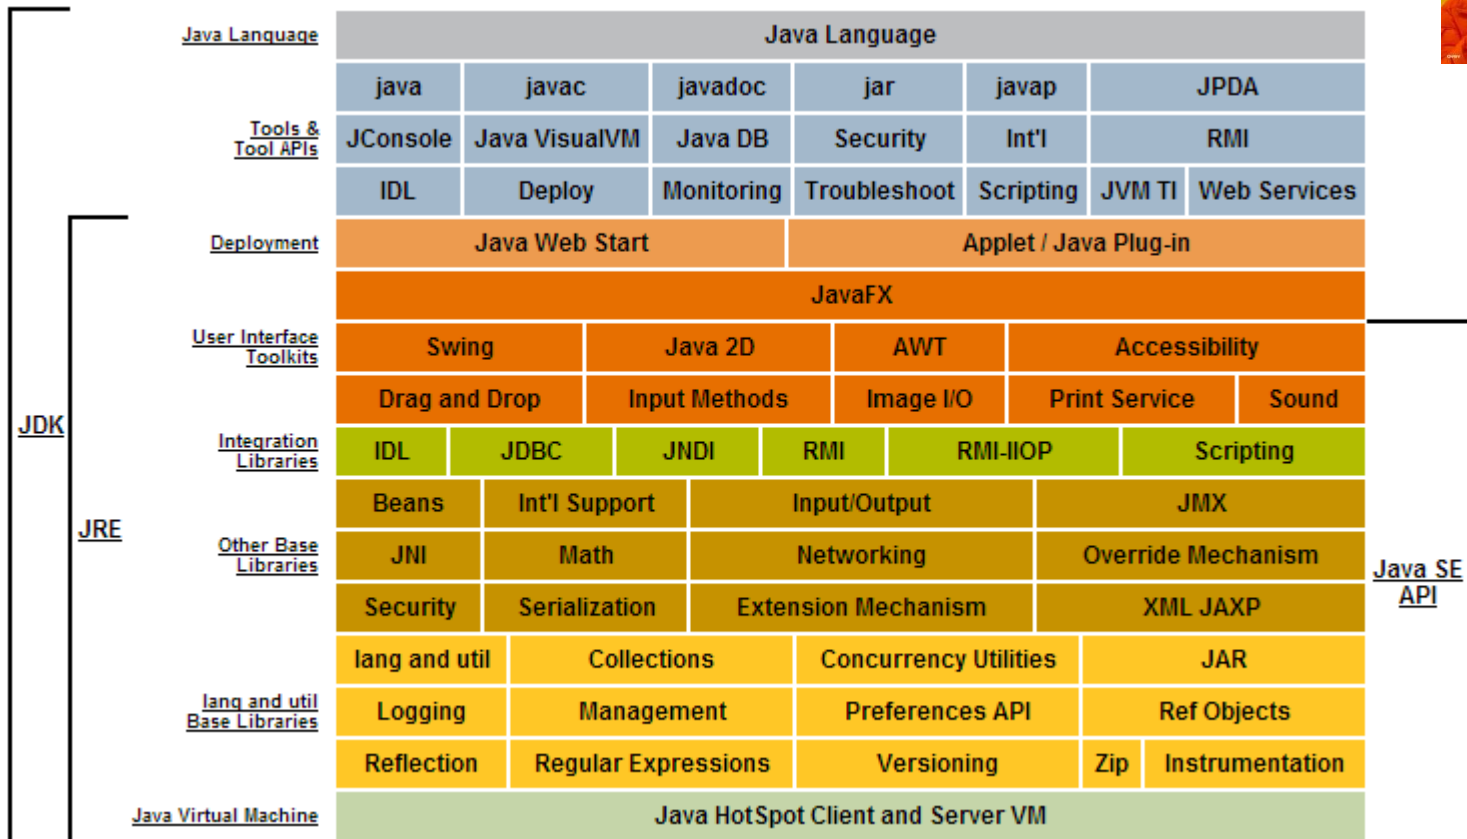 Java Language Java Language
java javac javadoc jar javap JPDA
Tools &
Tool APIs
JConsole Java VisualVM Java DB Security Int'l RMI
IDL Deploy Monitoring Troubleshoot Scripting JVM TI Web Services
Deployment Java Web Start Applet / Java Plug-in
JavaFX
User Interface
Toolkits
Swing Java 2D AWT Accessibility
Drag and Drop Input Methods Image I/O Print Service Sound
JDK
Integration
Libraries
IDL JDBC JNDI RMI RMI-IIOP Scripting
Beans Int'l Support Input/Output JMX
JRE
Other Base
Libraries
JNI Math Networking Override Mechanism
Java SE
API
Security Serialization Extension Mechanism XML JAXP
lang and util Collections Concurrency Utilities JAR
lang and util
Base Libraries
Logging Management Preferences API Ref Objects
Reflection Regular Expressions Versioning Zip Instrumentation
Java Virtual Machine Java HotSpot Client and Server VM